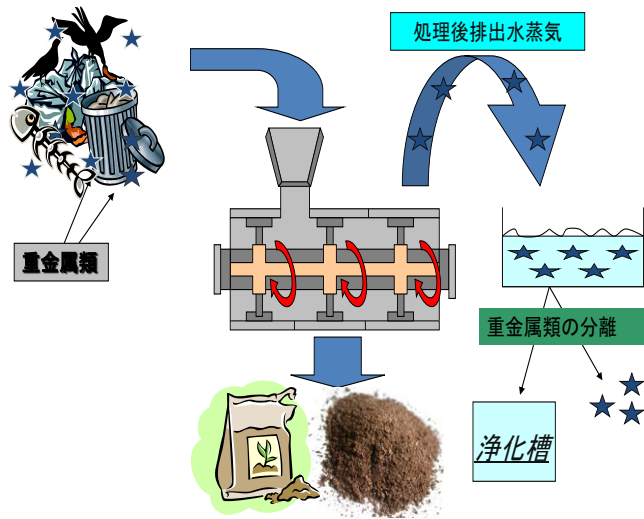 処理後排出水蒸気
重金属類
重金属類の分離
浄化槽